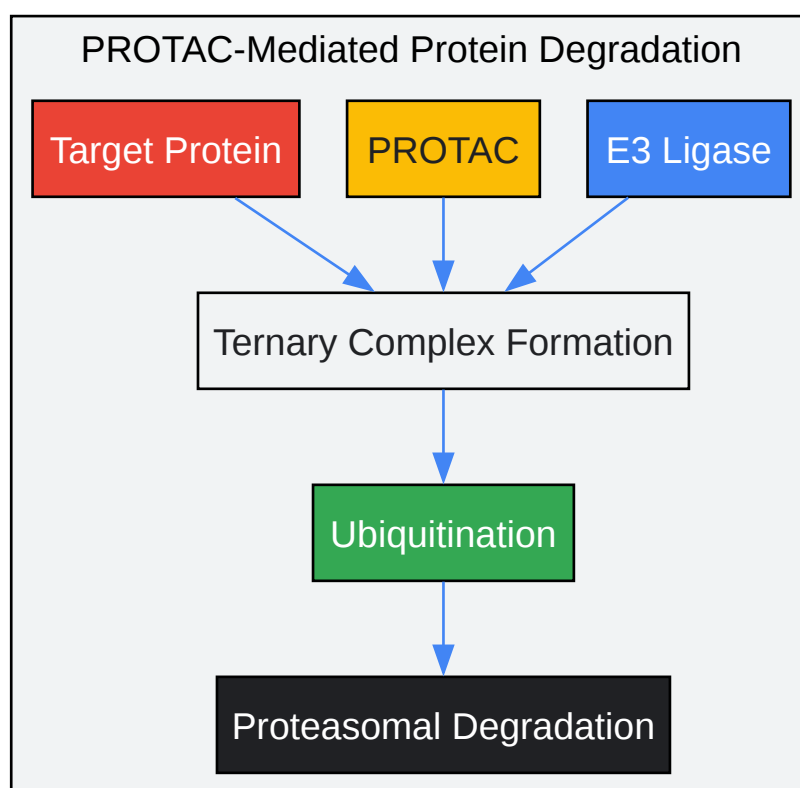 PROTAC-Mediated Protein Degradation
Target Protein
PROTAC
E3 Ligase
Ternary Complex Formation
Ubiquitination
Proteasomal Degradation